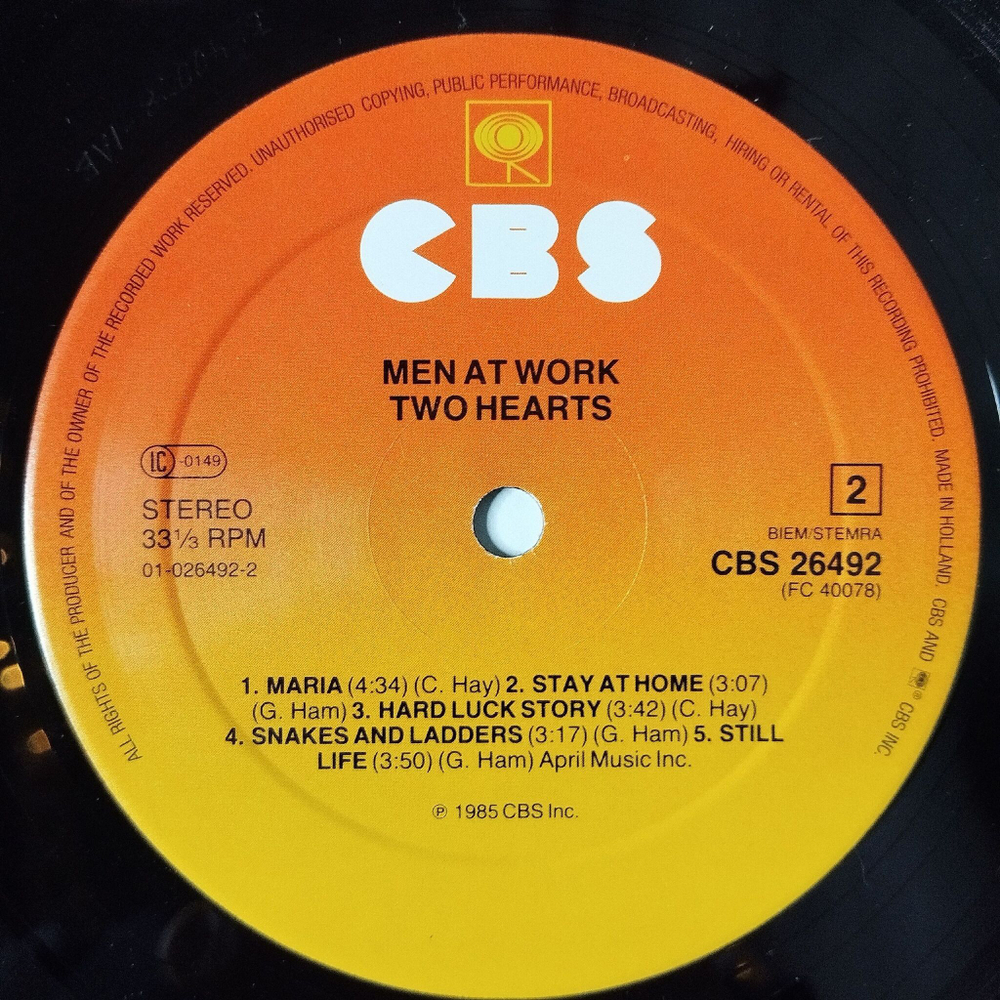 ALL RIGHTS OF THE PRODUCER AND OF THE OWNER OF THE RECORDED WORK RESERVED. UNAUTHORISED COPYING, PUBLIC PERFORMANCE, BROADCASTING, HIRING OR RENTAL OF THIS RECORDING PROHIBITED. MADE IN HOLLAND. CBS AND ® CBS INC.
CBS
MEN AT WORK
TWO HEARTS
LC -0149
STEREO
33⅓ RPM
01-026492-2
2
BIEM/STEMRA
CBS 26492
(FC 40078)
1. MARIA (4:34) (C. Hay) 2. STAY AT HOME (3:07)
(G. Ham) 3. HARD LUCK STORY (3:42) (C. Hay)
4. SNAKES AND LADDERS (3:17) (G. Ham) 5. STILL
LIFE (3:50) (G. Ham) April Music Inc.
℗ 1985 CBS Inc.